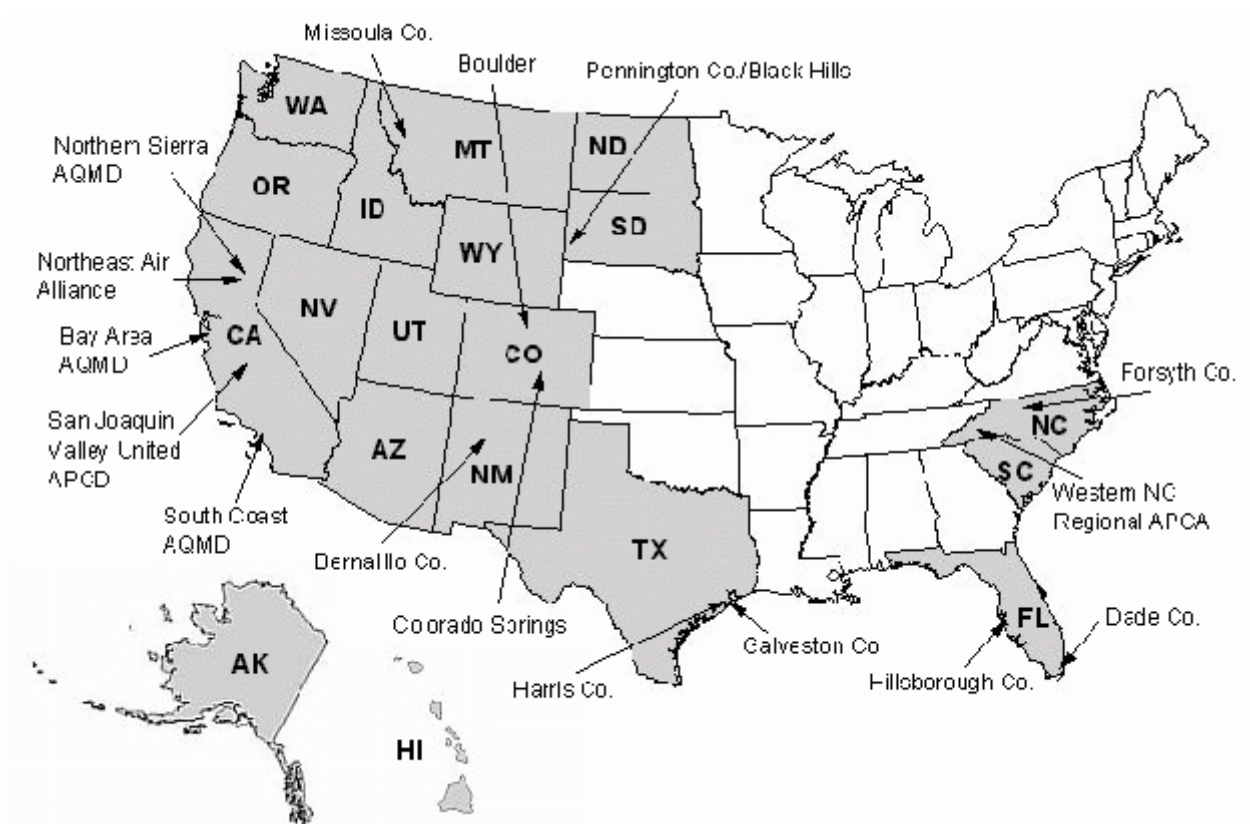 Missoula Co.
Boulder
Pennington Co./Black Hills
WA
MT
ND
Northern Sierra
AQMD
OR
ID
SD
WY
Northeast Air
Alliance
NV
UT
CO
Bay Area
AQMD
CA
Forsyth Co.
San Joaquin
Valley United
APCD
AZ
NM
NC
SC
Western NC
Regional APCA
South Coast
AQMD
TX
Dernalillo Co.
Coorado Springs
Galveston Co
Harris Co.
FL
Dade Co.
Hillsborough Co.
AK
HI